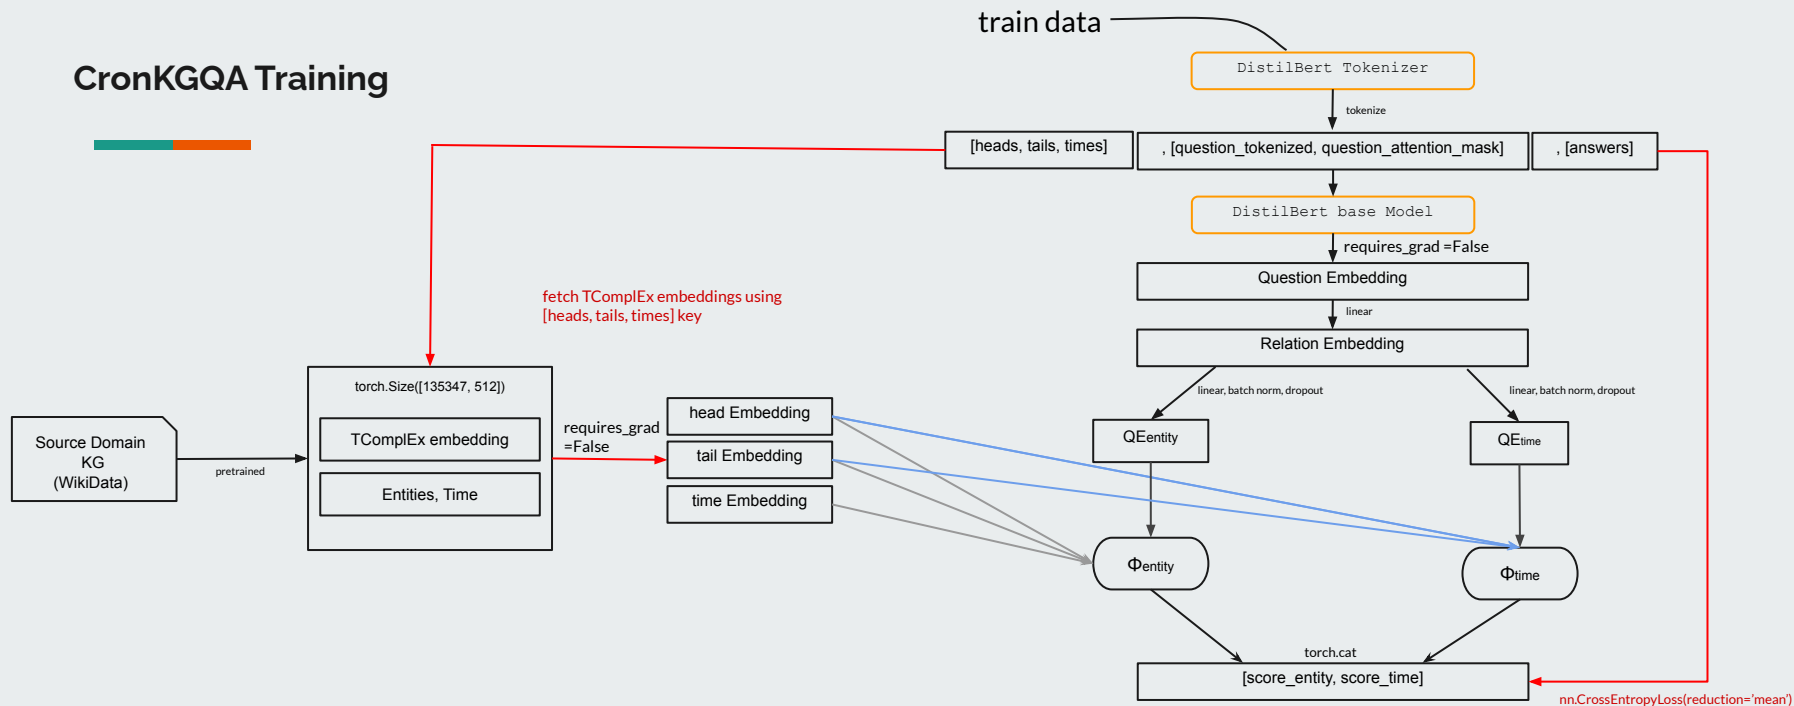 train data
CronKGQA Training
DistilBert Tokenizer
tokenize
[heads, tails, times]
, [question_tokenized, question_attention_mask]
, [answers]
DistilBert base Model
requires_grad =False
Question Embedding
fetch TComplEx embeddings using
[heads, tails, times] key
linear
Relation Embedding
torch.Size([135347, 512])
linear, batch norm, dropout
linear, batch norm, dropout
head Embedding
requires_grad
=False
TComplEx embedding
QEentity
QEtime
Source Domain
KG
(WikiData)
pretrained
tail Embedding
Entities, Time
time Embedding
Φentity
Φtime
torch.cat
[score_entity, score_time]
nn.CrossEntropyLoss(reduction='mean')